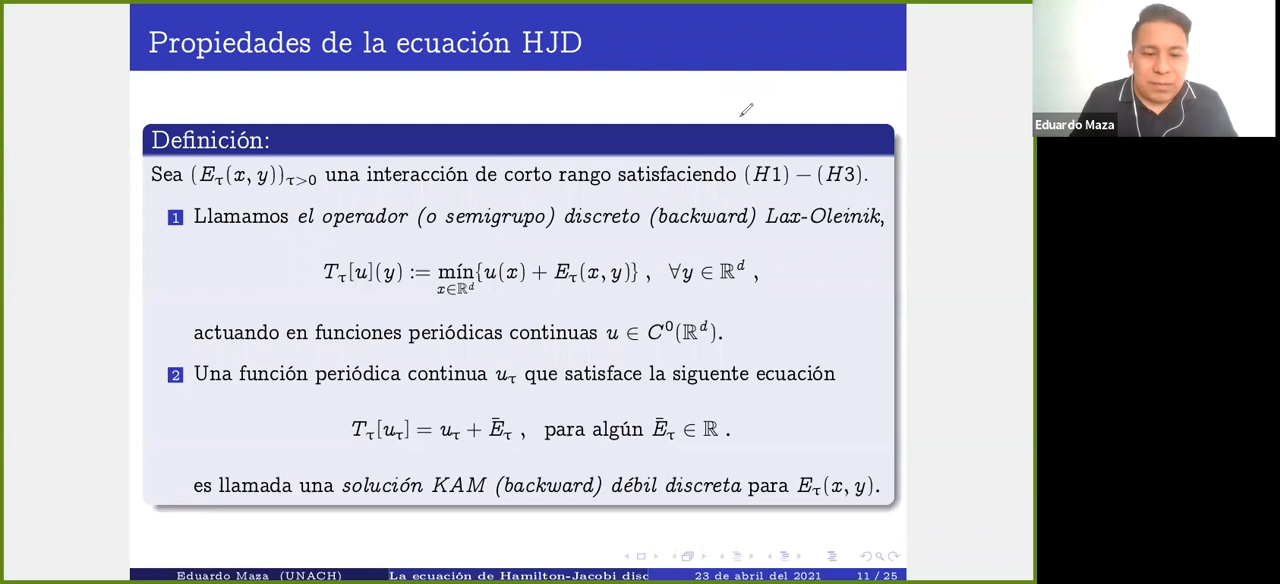 Propiedades de la ecuación HJD
Eduardo Maza
Definición:
Sea (E_τ(x, y))_{τ>0} una interacción de corto rango satisfaciendo (H1) − (H3).
1 Llamamos el operador (o semigrupo) discreto (backward) Lax-Oleinik,
T_τ[u](y) := mín_{x∈ℝ^d}{u(x) + E_τ(x, y)} , ∀y ∈ ℝ^d ,
actuando en funciones periódicas continuas u ∈ C^0(ℝ^d).
2 Una función periódica continua u_τ que satisface la siguente ecuación
T_τ[u_τ] = u_τ + Ē_τ , para algún Ē_τ ∈ ℝ .
es llamada una solución KAM (backward) débil discreta para E_τ(x, y).
Eduardo Maza (UNACH) La ecuación de Hamilton-Jacobi disc 23 de abril del 2021 11 / 25